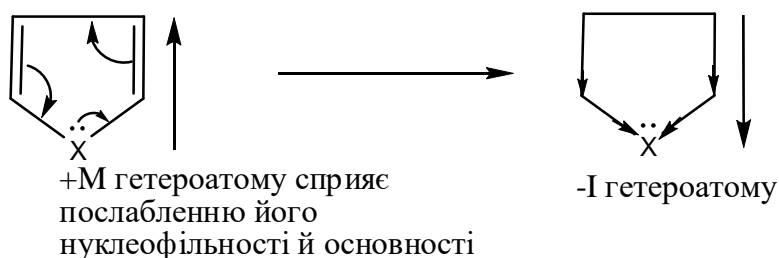 X
X
+М гетероатому сприяє
послабленню його
нуклеофільності й основності
-I гетероатому